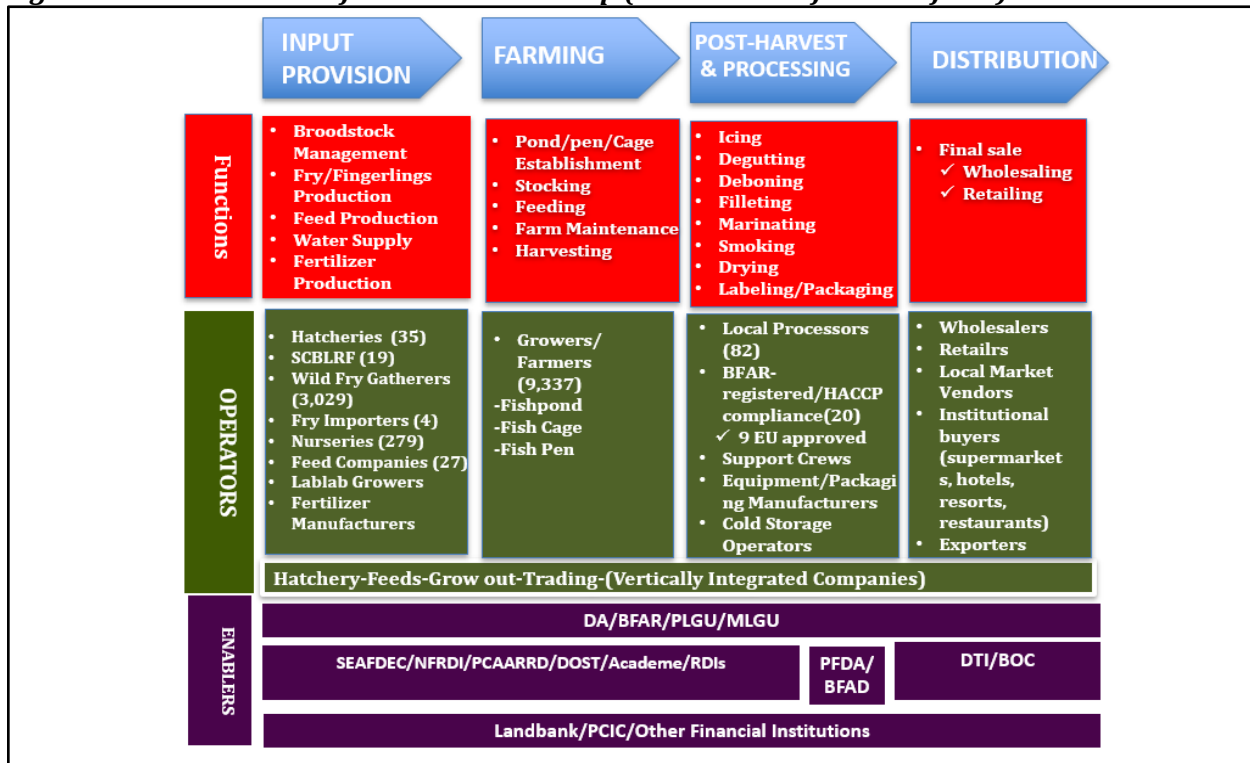 INPUT
PROVISION
FARMING
POST-HARVEST
& PROCESSING
DISTRIBUTION
Functions
• Broodstock
Management
• Fry/Fingerlings
Production
• Feed Production
• Water Supply
• Fertilizer
Production
• Pond/pen/Cage
Establishment
• Stocking
• Feeding
• Farm Maintenance
• Harvesting
• Icing
• Degutting
• Deboning
• Filleting
• Marinating
• Smoking
• Drying
• Labeling/Packaging
• Final sale
✓ Wholesaling
✓ Retailing
OPERATORS
• Hatcheries (35)
• SCBLRF (19)
• Wild Fry Gatherers
(3,029)
• Fry Importers (4)
• Nurseries (279)
• Feed Companies (27)
• Lablab Growers
• Fertilizer
Manufacturers
• Growers/
Farmers
(9,337)
-Fishpond
-Fish Cage
-Fish Pen
• Local Processors
(82)
• BFAR-
registered/HACCP
compliance(20)
✓ 9 EU approved
• Support Crews
• Equipment/Packagi
ng Manufacturers
• Cold Storage
Operators
• Wholesalers
• Retailrs
• Local Market
Vendors
• Institutional
buyers
(supermarket
s, hotels,
resorts,
restaurants)
• Exporters
Hatchery-Feeds-Grow out-Trading-(Vertically Integrated Companies)
ENABLERS
DA/BFAR/PLGU/MLGU
SEAFDEC/NFRDI/PCAARRD/DOST/Academe/RDIs
PFDA/
BFAD
DTI/BOC
Landbank/PCIC/Other Financial Institutions